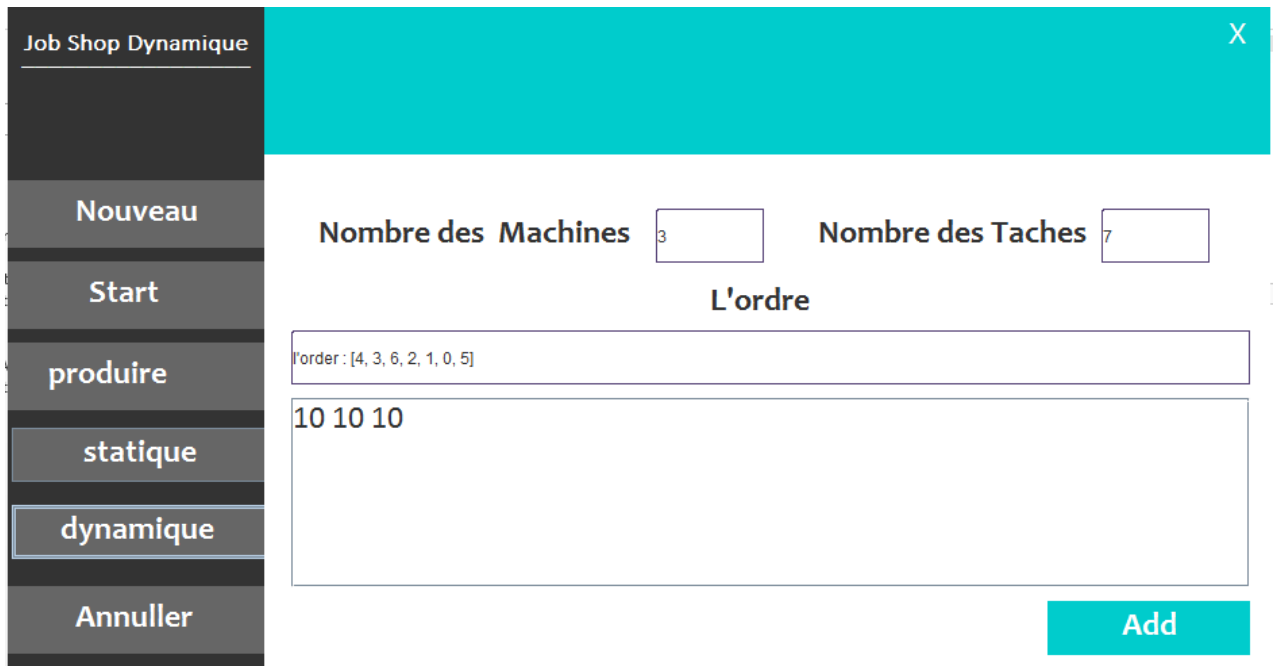 Job Shop Dynamique
X
Nouveau
Start
produire
statique
dynamique
Annuller
Nombre des Machines 3 Nombre des Taches 7
L'ordre
l'order : [4, 3, 6, 2, 1, 0, 5]
10 10 10
Add